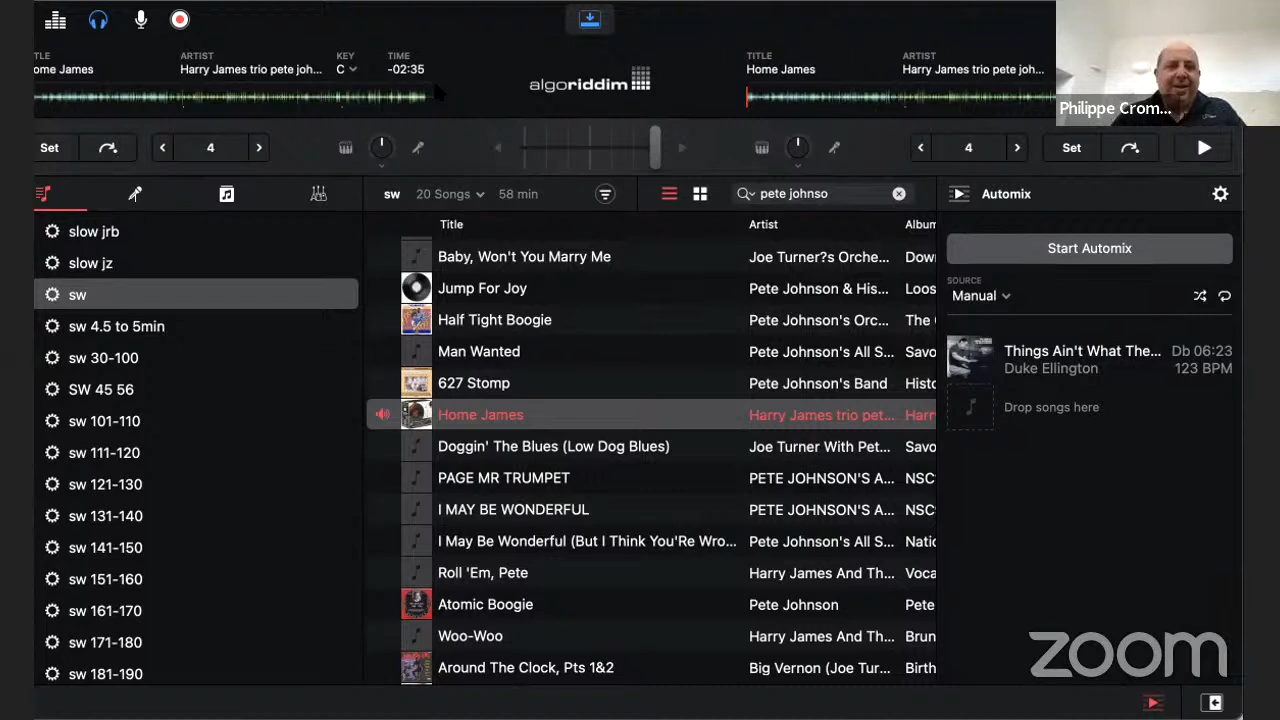 TITLE ARTIST KEY TIME
ome James Harry James trio pete joh... C -02:35
algoriddim
TITLE ARTIST
Home James Harry James trio pete joh...
Philippe Crom...
Set 4
4 Set
sw 20 Songs 58 min
pete johnso
Automix
slow jrb
slow jz
sw
sw 4.5 to 5min
sw 30-100
SW 45 56
sw 101-110
sw 111-120
sw 121-130
sw 131-140
sw 141-150
sw 151-160
sw 161-170
sw 171-180
sw 181-190
Title Artist Album
Baby, Won't You Marry Me Joe Turner?s Orche... Dow
Jump For Joy Pete Johnson & His... Loos
Half Tight Boogie Pete Johnson's Orc... The
Man Wanted Pete Johnson's All S... Savo
627 Stomp Pete Johnson's Band Histo
Home James Harry James trio pet... Harr
Doggin' The Blues (Low Dog Blues) Joe Turner With Pet... Savo
PAGE MR TRUMPET PETE JOHNSON'S A... NSC
I MAY BE WONDERFUL PETE JOHNSON'S A... NSC
I May Be Wonderful (But I Think You'Re Wro... Pete Johnson's All S... Natio
Roll 'Em, Pete Harry James And Th... Voca
Atomic Boogie Pete Johnson Pete
Woo-Woo Harry James And Th... Brun
Around The Clock, Pts 1&2 Big Vernon (Joe Tur... Birth
Start Automix
SOURCE
Manual
Things Ain't What The... Db 06:23
Duke Ellington 123 BPM
Drop songs here
zoom